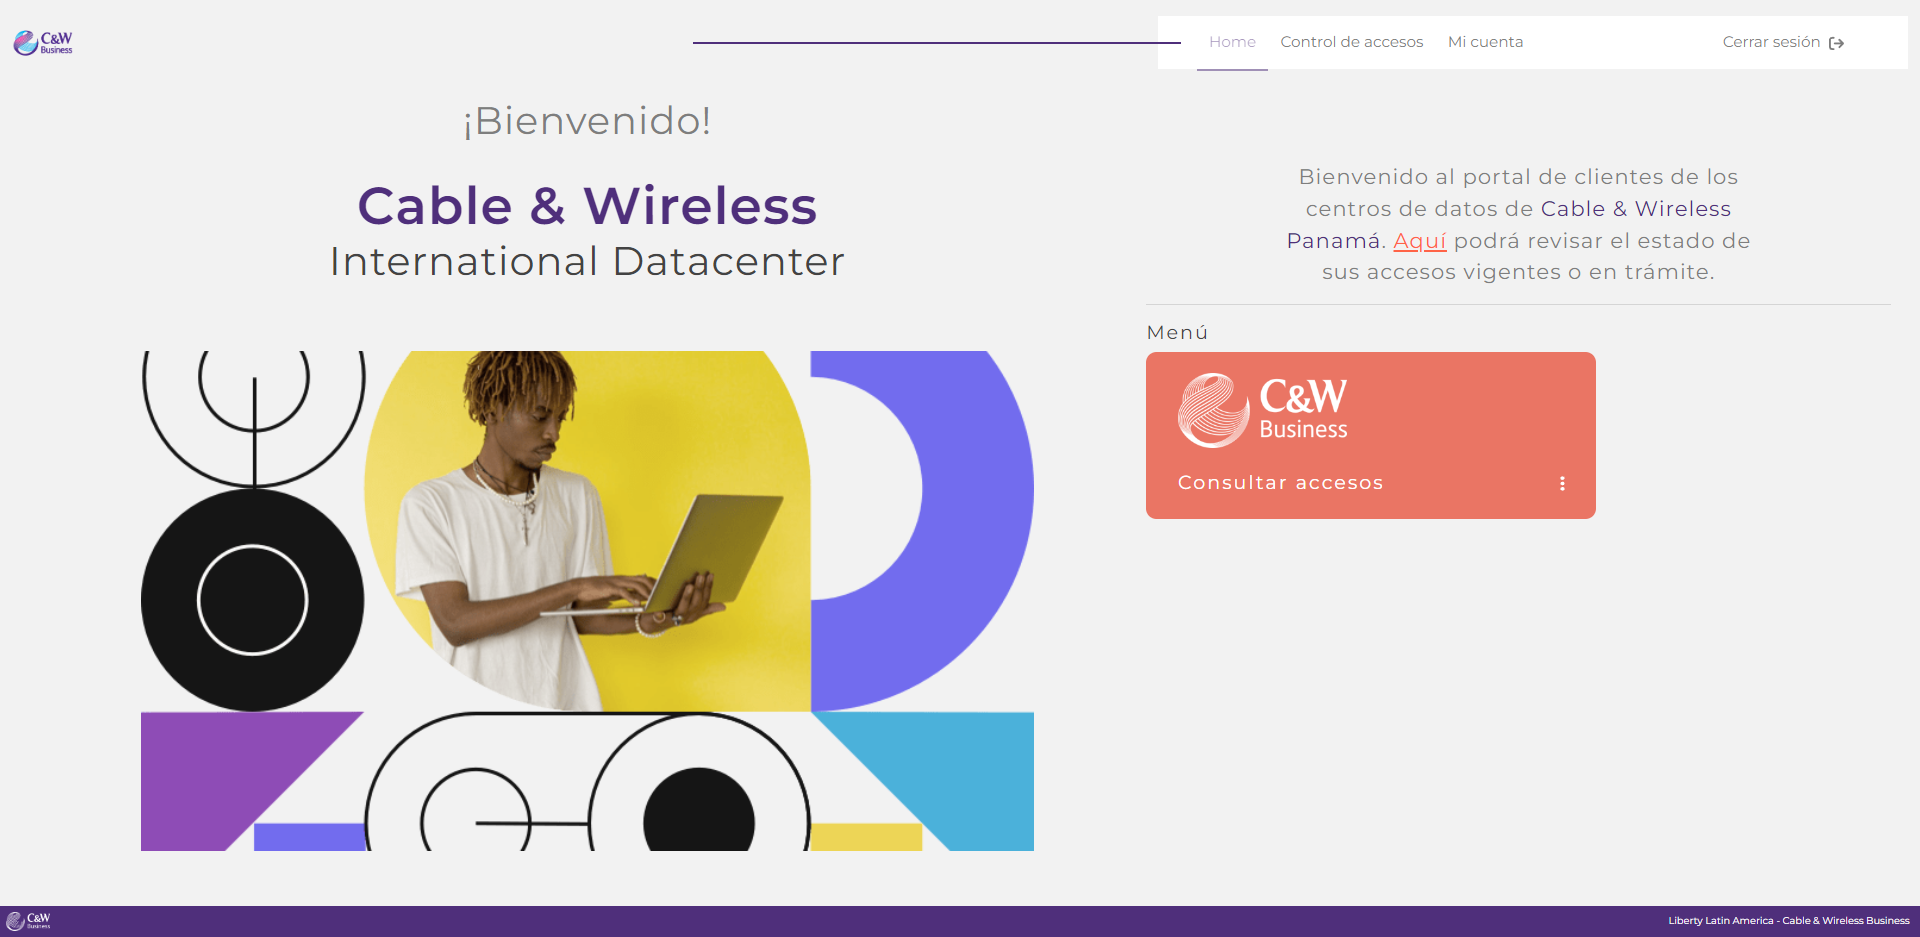 C&W
Business
Home
Control de accesos
Mi cuenta
Cerrar sesión
¡Bienvenido!
Cable & Wireless
International Datacenter
Bienvenido al portal de clientes de los
centros de datos de Cable & Wireless
Panamá. Aquí podrá revisar el estado de
sus accesos vigentes o en trámite.
Menú
C&W
Business
Consultar accesos
C&W
Business
Liberty Latin America - Cable & Wireless Business